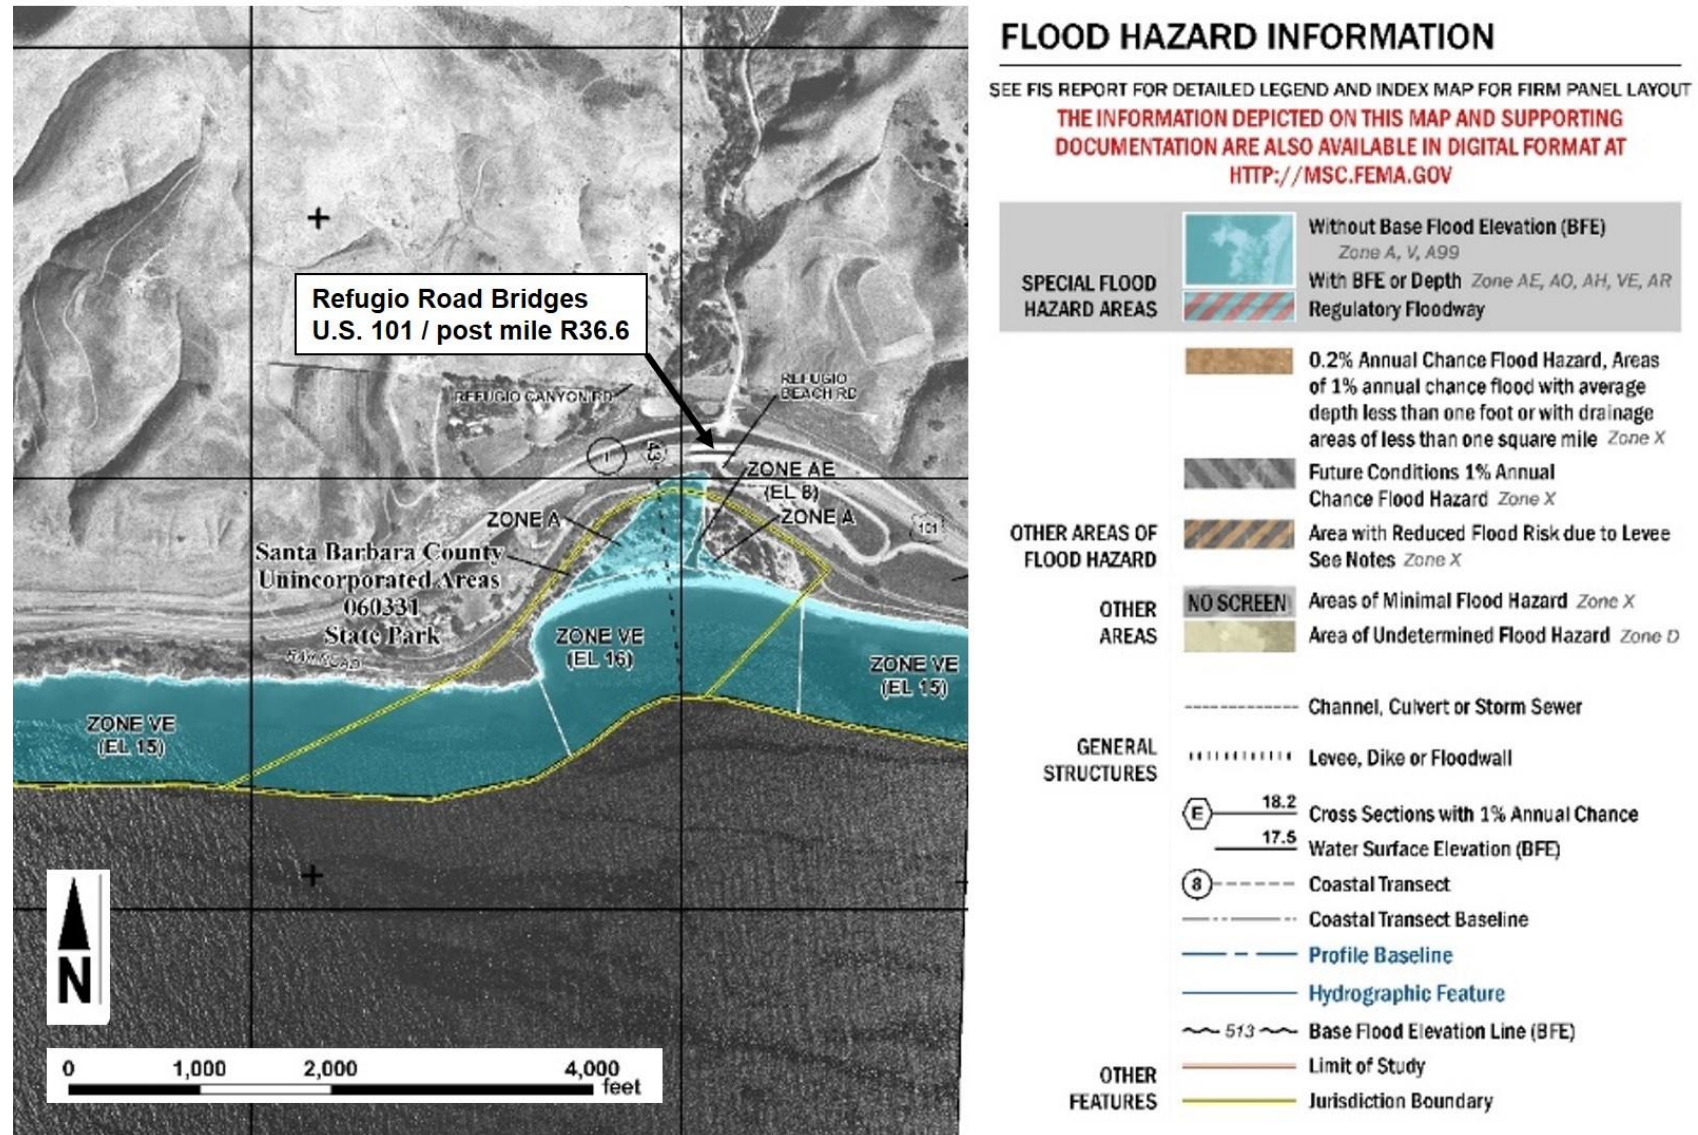 Refugio Road Bridges
U.S. 101 / post mile R36.6
REFUGIO CANYON RD
REFUGIO
BEACH RD
ZONE AE
(EL 8)
ZONE A
ZONE A
101
Santa Barbara County
Unincorporated Areas
060331
State Park
RAILROAD
ZONE VE
(EL 16)
ZONE VE
(EL 15)
ZONE VE
(EL 15)
N
0 1,000 2,000 4,000
feet
FLOOD HAZARD INFORMATION
SEE FIS REPORT FOR DETAILED LEGEND AND INDEX MAP FOR FIRM PANEL LAYOUT
THE INFORMATION DEPICTED ON THIS MAP AND SUPPORTING
DOCUMENTATION ARE ALSO AVAILABLE IN DIGITAL FORMAT AT
HTTP://MSC.FEMA.GOV
SPECIAL FLOOD
HAZARD AREAS
Without Base Flood Elevation (BFE)
Zone A, V, A99
With BFE or Depth Zone AE, AO, AH, VE, AR
Regulatory Floodway
0.2% Annual Chance Flood Hazard, Areas
of 1% annual chance flood with average
depth less than one foot or with drainage
areas of less than one square mile Zone X
Future Conditions 1% Annual
Chance Flood Hazard Zone X
OTHER AREAS OF
FLOOD HAZARD
Area with Reduced Flood Risk due to Levee
See Notes Zone X
OTHER
AREAS
NO SCREEN Areas of Minimal Flood Hazard Zone X
Area of Undetermined Flood Hazard Zone D
GENERAL
STRUCTURES
Channel, Culvert or Storm Sewer
Levee, Dike or Floodwall
E 18.2 Cross Sections with 1% Annual Chance
17.5 Water Surface Elevation (BFE)
8 Coastal Transect
Coastal Transect Baseline
Profile Baseline
Hydrographic Feature
513 Base Flood Elevation Line (BFE)
OTHER
FEATURES
Limit of Study
Jurisdiction Boundary